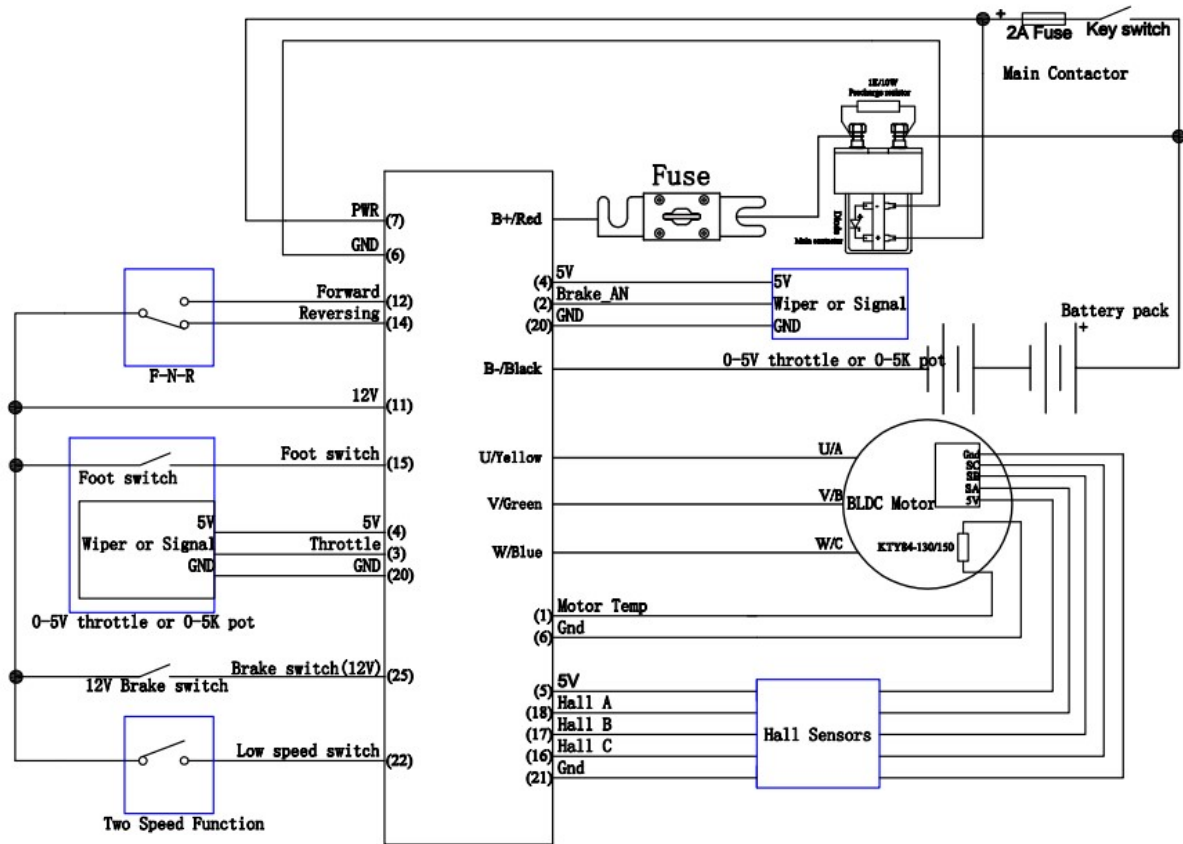 +
2A Fuse
Key switch
Main Contactor
1K/10W
Precharge resistor
Fuse
PWR
(7)
B+/Red
-
+
Diode
Main contactor
GND
(6)
5V
(4)
5V
Forward
(12)
Brake_AN
(2)
Wiper or Signal
Reversing
(14)
GND
(20)
GND
Battery pack
+
F-N-R
B-/Black
0-5V throttle or 0-5K pot
12V
(11)
Foot switch
Foot switch
(15)
U/Yellow
U/A
Gnd
SC
SB
SA
5V
V/Green
V/B
BLDC Motor
5V
5V
(4)
Wiper or Signal
Throttle
(3)
GND
GND
(20)
W/Blue
W/C
KTY84-130/150
0-5V throttle or 0-5K pot
Motor Temp
(1)
Gnd
(6)
Brake switch(12V)
(25)
12V Brake switch
5V
(5)
Hall A
(18)
Hall B
(17)
Hall C
(16)
Gnd
(21)
Hall Sensors
Low speed switch
(22)
Two Speed Function